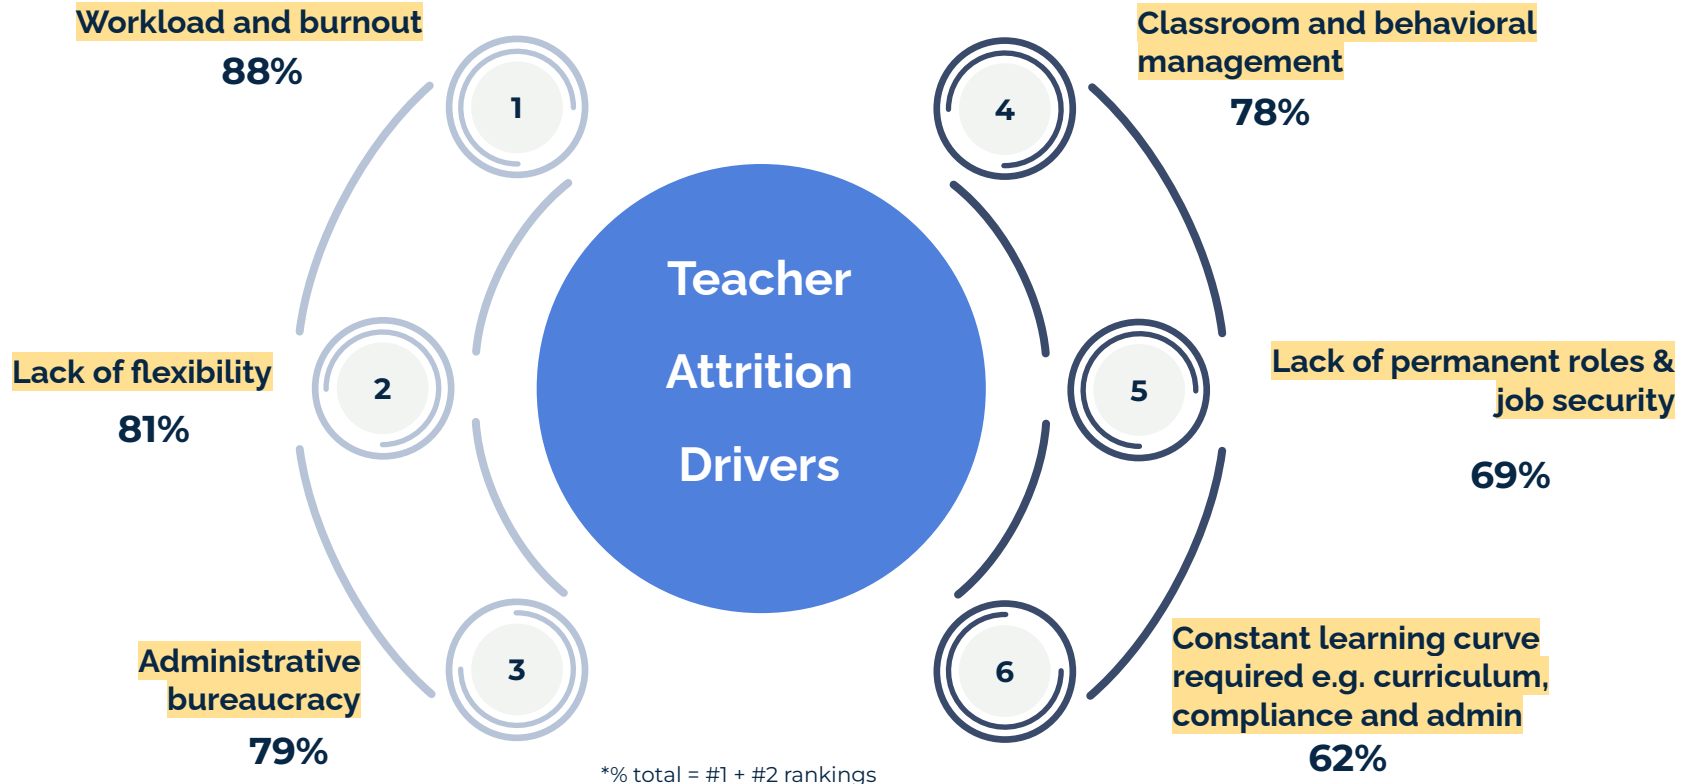 Workload and burnout
88%
1
Lack of flexibility
81%
2
Administrative
bureaucracy
79%
3
Teacher
Attrition
Drivers
Classroom and behavioral
management
78%
4
Lack of permanent roles &
job security
69%
5
Constant learning curve
required e.g. curriculum,
compliance and admin
62%
6
*% total = #1 + #2 rankings